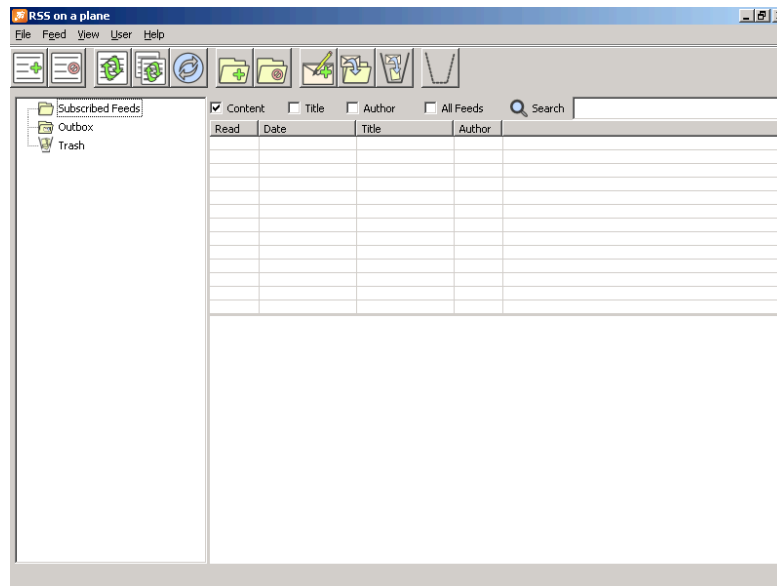 RSS on a plane
File Feed View User Help
Subscribed Feeds
Outbox
Trash
Content Title Author All Feeds Search
Read Date Title Author